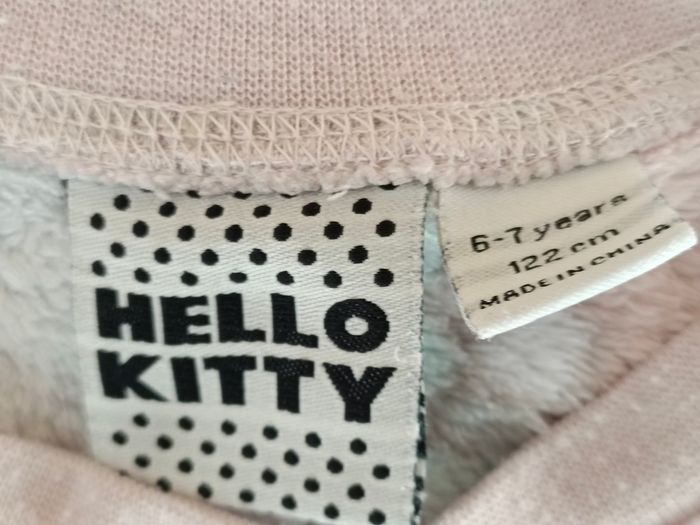 HELLO
KITTY
6-7 years
122 cm
MADE IN CHINA